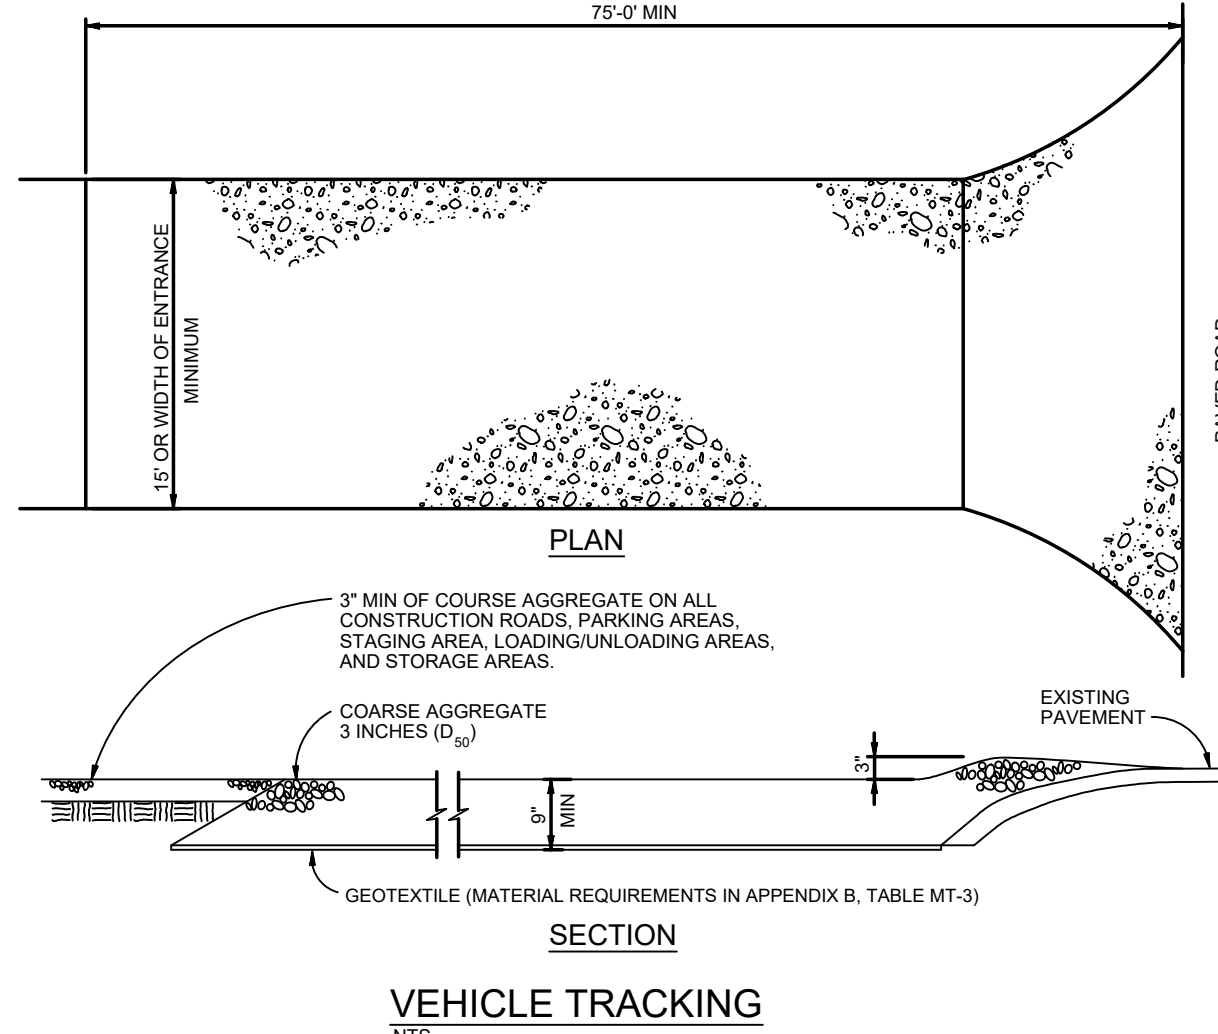 75'-0' MIN
15' OR WIDTH OF ENTRANCE
MINIMUM
PLAN
3" MIN OF COURSE AGGREGATE ON ALL
CONSTRUCTION ROADS, PARKING AREAS,
STAGING AREA, LOADING/UNLOADING AREAS,
AND STORAGE AREAS.
COARSE AGGREGATE
3 INCHES (D50)
EXISTING
PAVEMENT
3"
9"
MIN
GEOTEXTILE (MATERIAL REQUIREMENTS IN APPENDIX B, TABLE MT-3)
SECTION
VEHICLE TRACKING
NTS